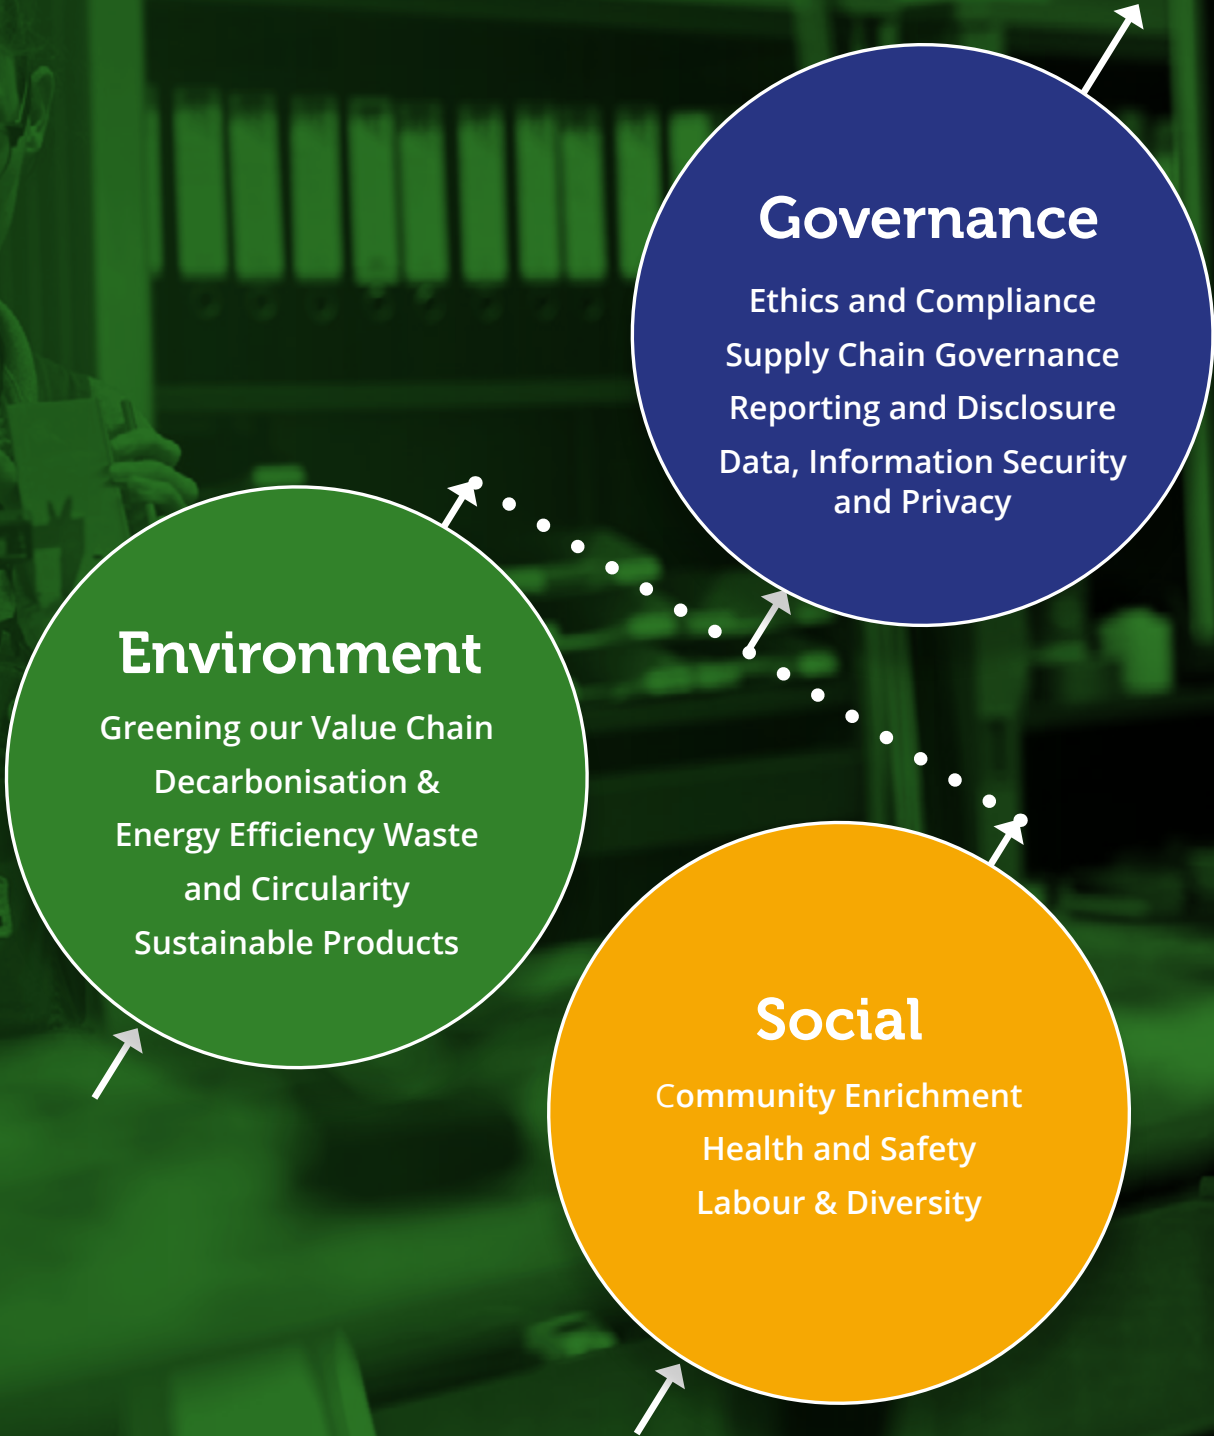 Governance
Ethics and Compliance
Supply Chain Governance
Reporting and Disclosure
Data, Information Security
and Privacy
Environment
Greening our Value Chain
Decarbonisation &
Energy Efficiency Waste
and Circularity
Sustainable Products
Social
Community Enrichment
Health and Safety
Labour & Diversity